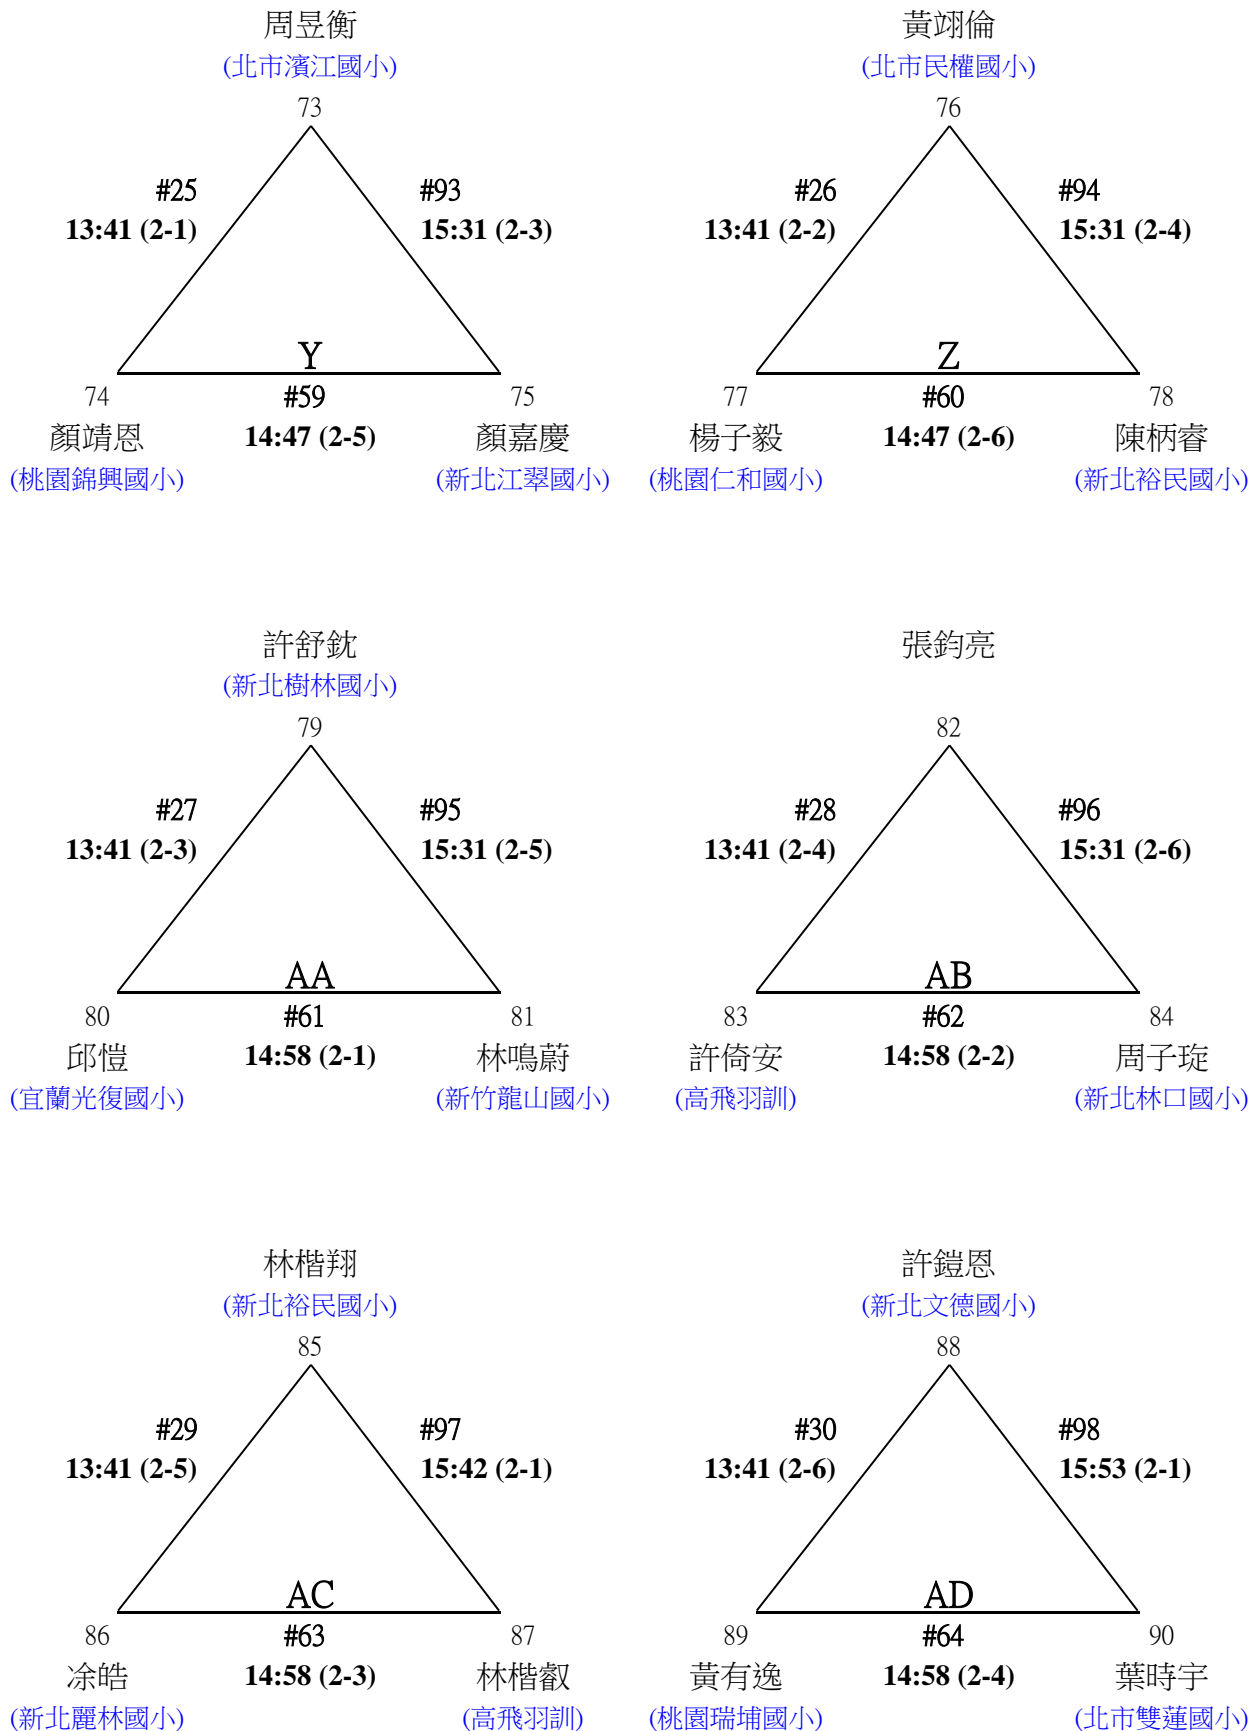 周昱衡
(北市濱江國小)
73
#25
13:41 (2-1)
#93
15:31 (2-3)
Y
74
#59
75
顏靖恩
14:47 (2-5)
顏嘉慶
(桃園錦興國小)
(新北江翠國小)
黃翊倫
(北市民權國小)
76
#26
13:41 (2-2)
#94
15:31 (2-4)
Z
77
#60
78
楊子毅
14:47 (2-6)
陳柄睿
(桃園仁和國小)
(新北裕民國小)
許舒鈂
(新北樹林國小)
79
#27
13:41 (2-3)
#95
15:31 (2-5)
AA
80
#61
81
邱愷
14:58 (2-1)
林鳴蔚
(宜蘭光復國小)
(新竹龍山國小)
張鈞亮
82
#28
13:41 (2-4)
#96
15:31 (2-6)
AB
83
#62
84
許倚安
14:58 (2-2)
周子琁
(高飛羽訓)
(新北林口國小)
林楷翔
(新北裕民國小)
85
#29
13:41 (2-5)
#97
15:42 (2-1)
AC
86
#63
87
凃皓
14:58 (2-3)
林楷叡
(新北麗林國小)
(高飛羽訓)
許鎧恩
(新北文德國小)
88
#30
13:41 (2-6)
#98
15:53 (2-1)
AD
89
#64
90
黃有逸
14:58 (2-4)
葉時宇
(桃園瑞埔國小)
(北市雙蓮國小)